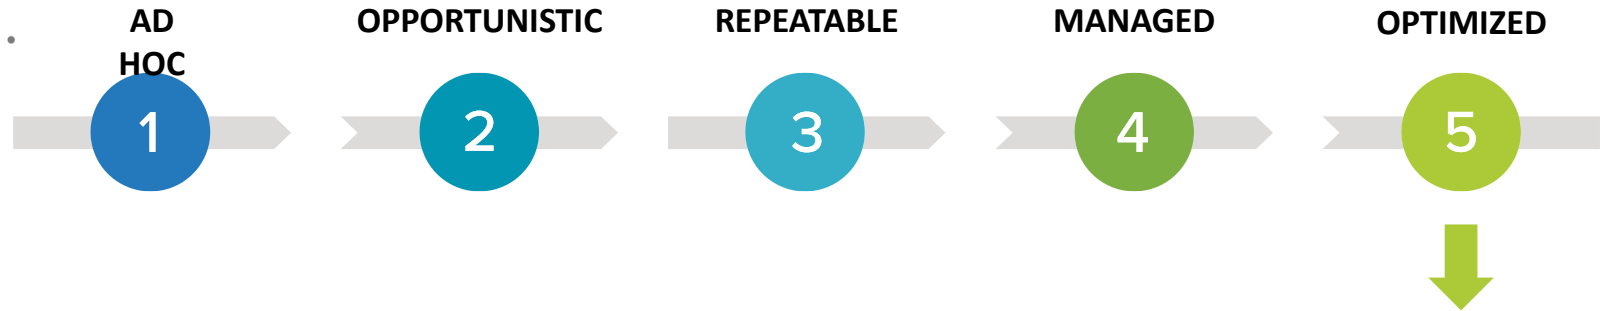 AD
HOC
OPPORTUNISTIC
REPEATABLE
MANAGED
OPTIMIZED
1
2
3
4
5